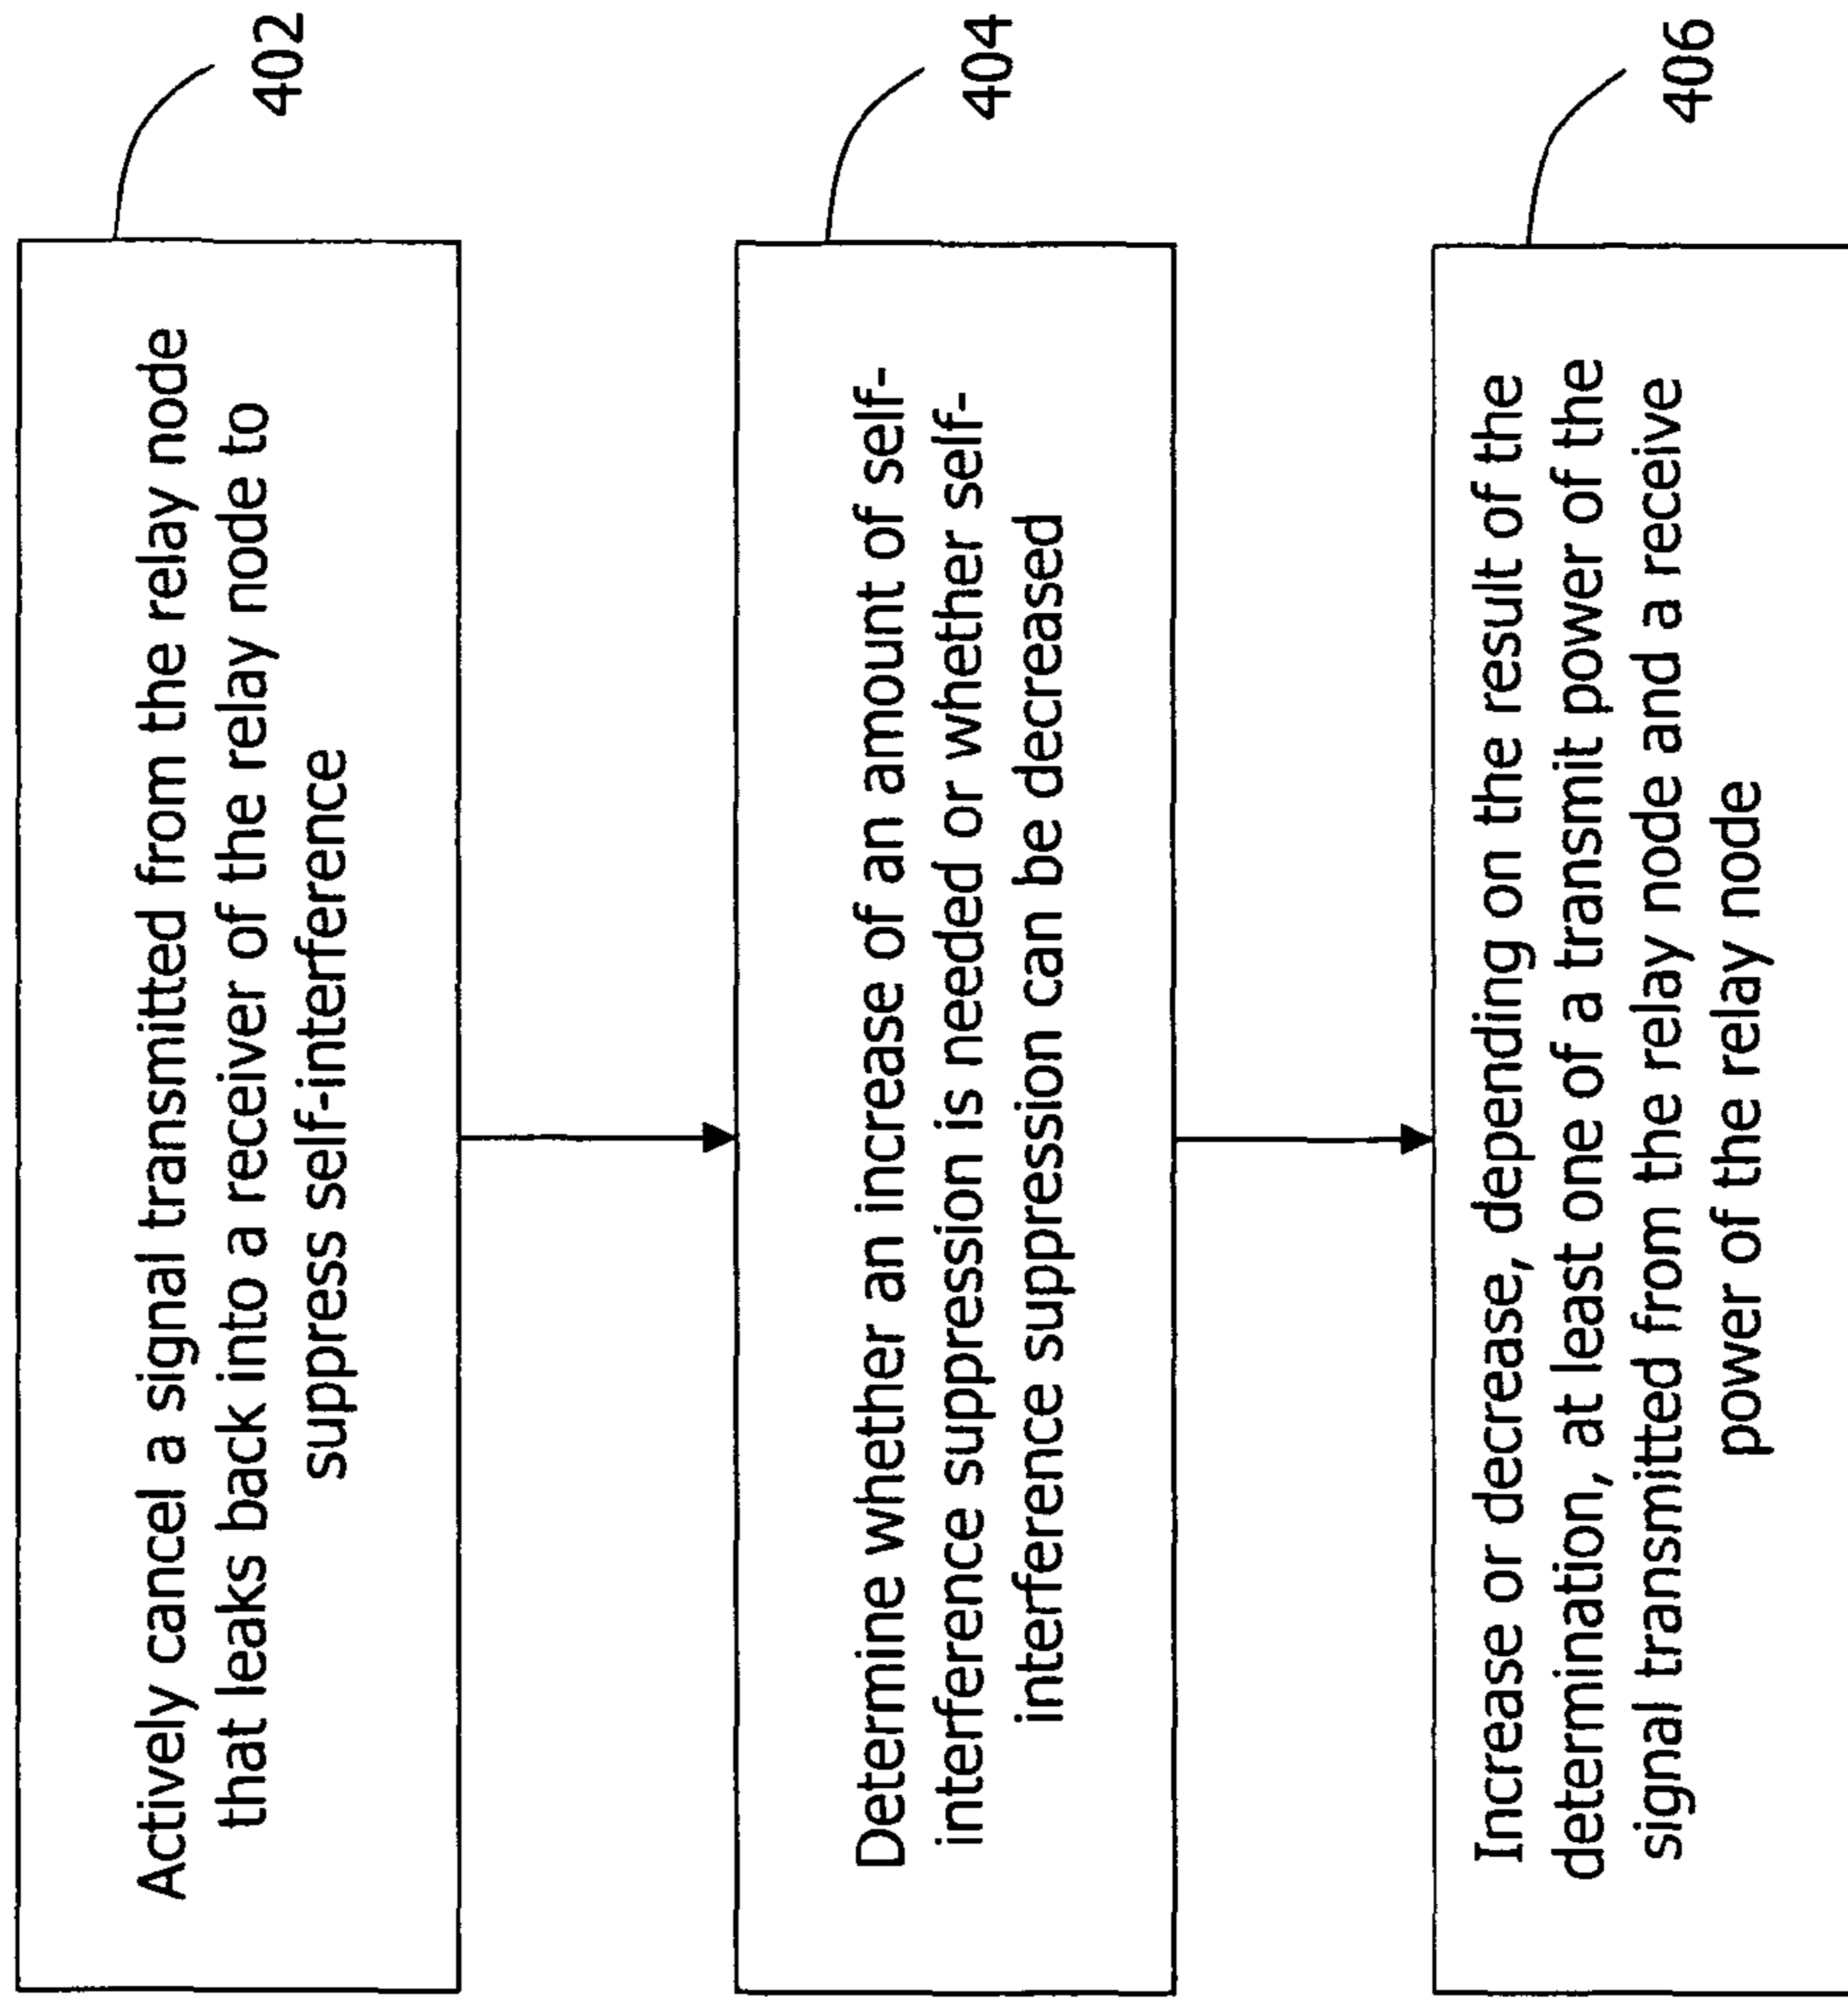 Actively cancel a signal transmitted from the relay node
that leaks back into a receiver of the relay node to
suppress self-interference
402
Determine whether an increase of an amount of self-
interference suppression is needed or whether self-
interference suppression can be decreased
404
Increase or decrease, depending on the result of the
determination, at least one of a transmit power of the
signal transmitted from the relay node and a receive
power of the relay node
406